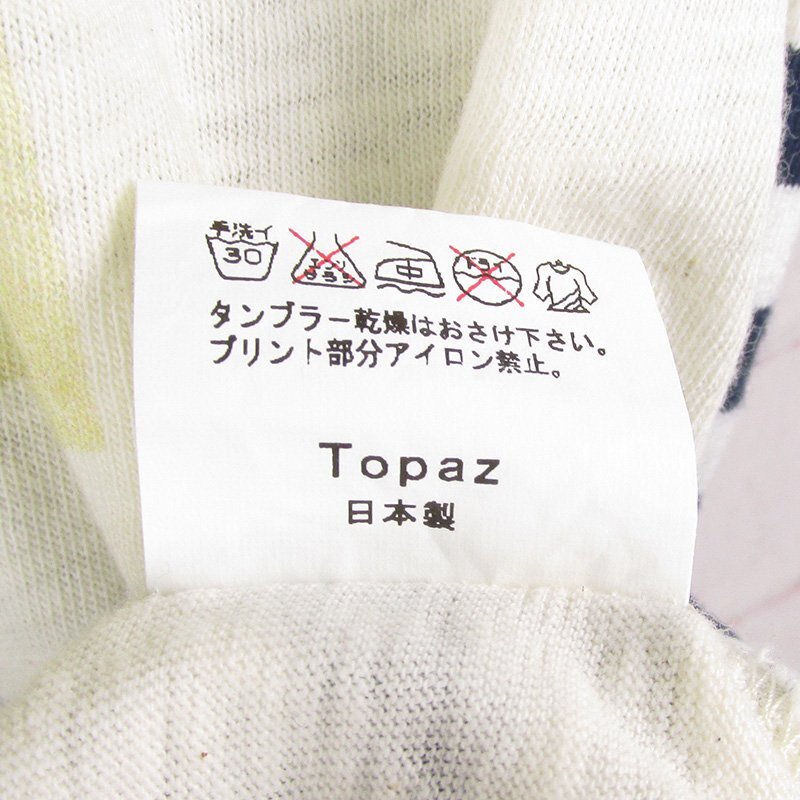 手洗イ
30
エンソ
サラシ
中
ドライ
タンブラー乾燥はおさけ下さい。
プリント部分アイロン禁止。
Topaz
日本製